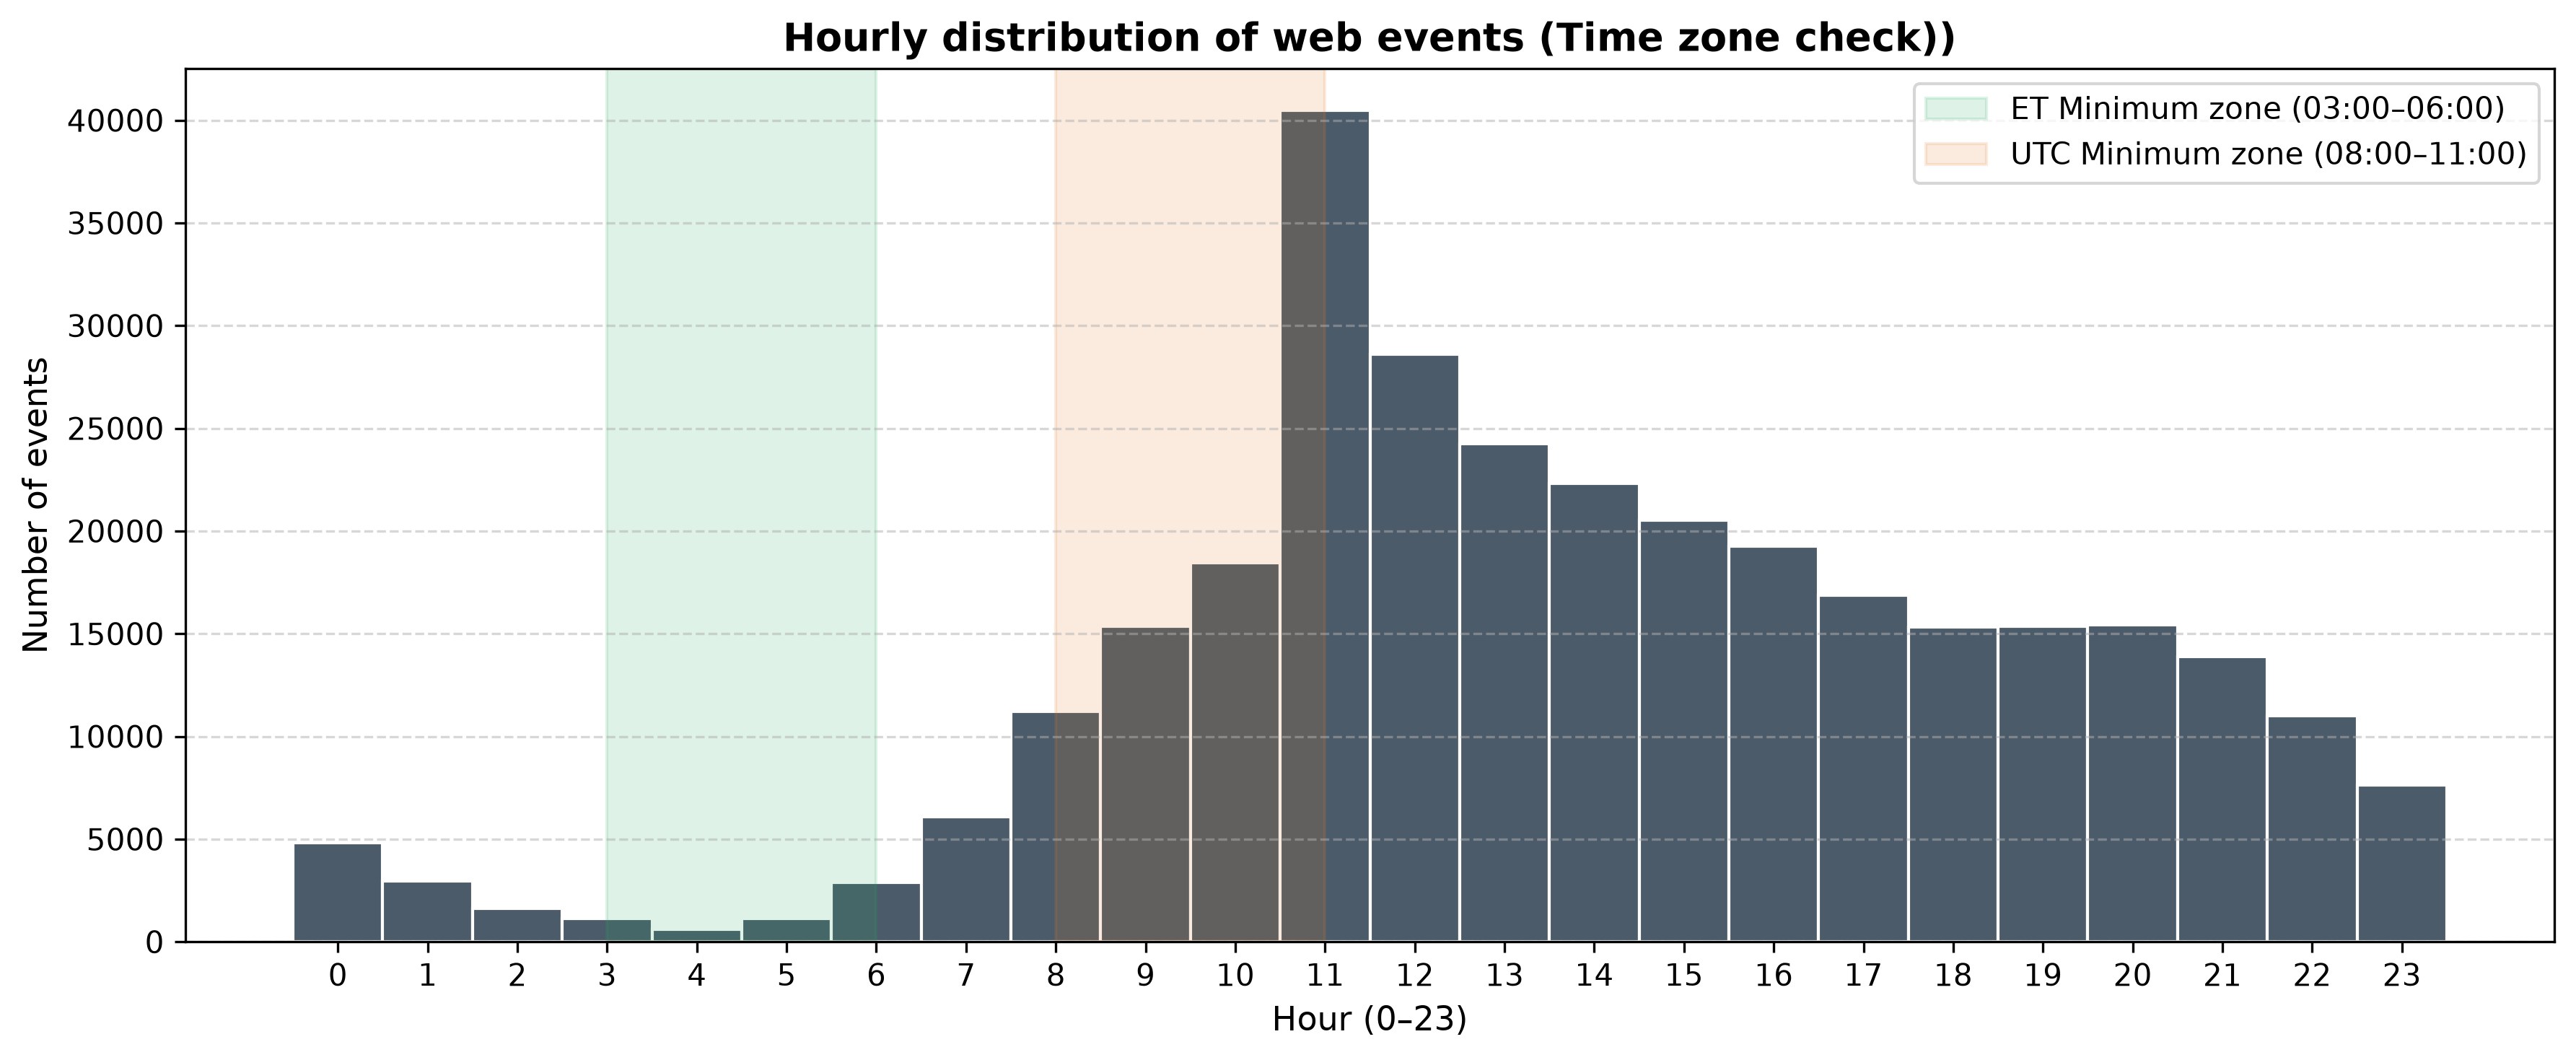 Hourly distribution of web events (Time zone check))
ET Minimum zone (03:00–06:00)
UTC Minimum zone (08:00–11:00)
Number of events
40000
35000
30000
25000
20000
15000
10000
5000
0
0 1 2 3 4 5 6 7 8 9 10 11 12 13 14 15 16 17 18 19 20 21 22 23
Hour (0–23)